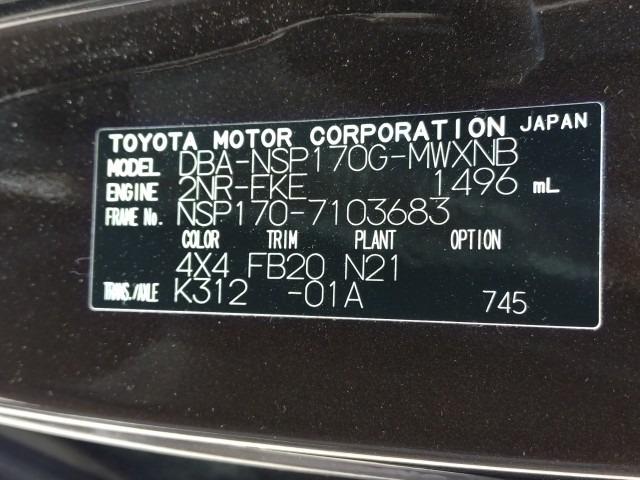 TOYOTA MOTOR CORPORATION JAPAN
MODEL DBA-NSP170G-MWXNB
ENGINE 2NR-FKE 1496 mL
FRAME No. NSP170-7103683
COLOR TRIM PLANT OPTION
4X4 FB20 N21
TRANS./AXLE K312 -01A 745